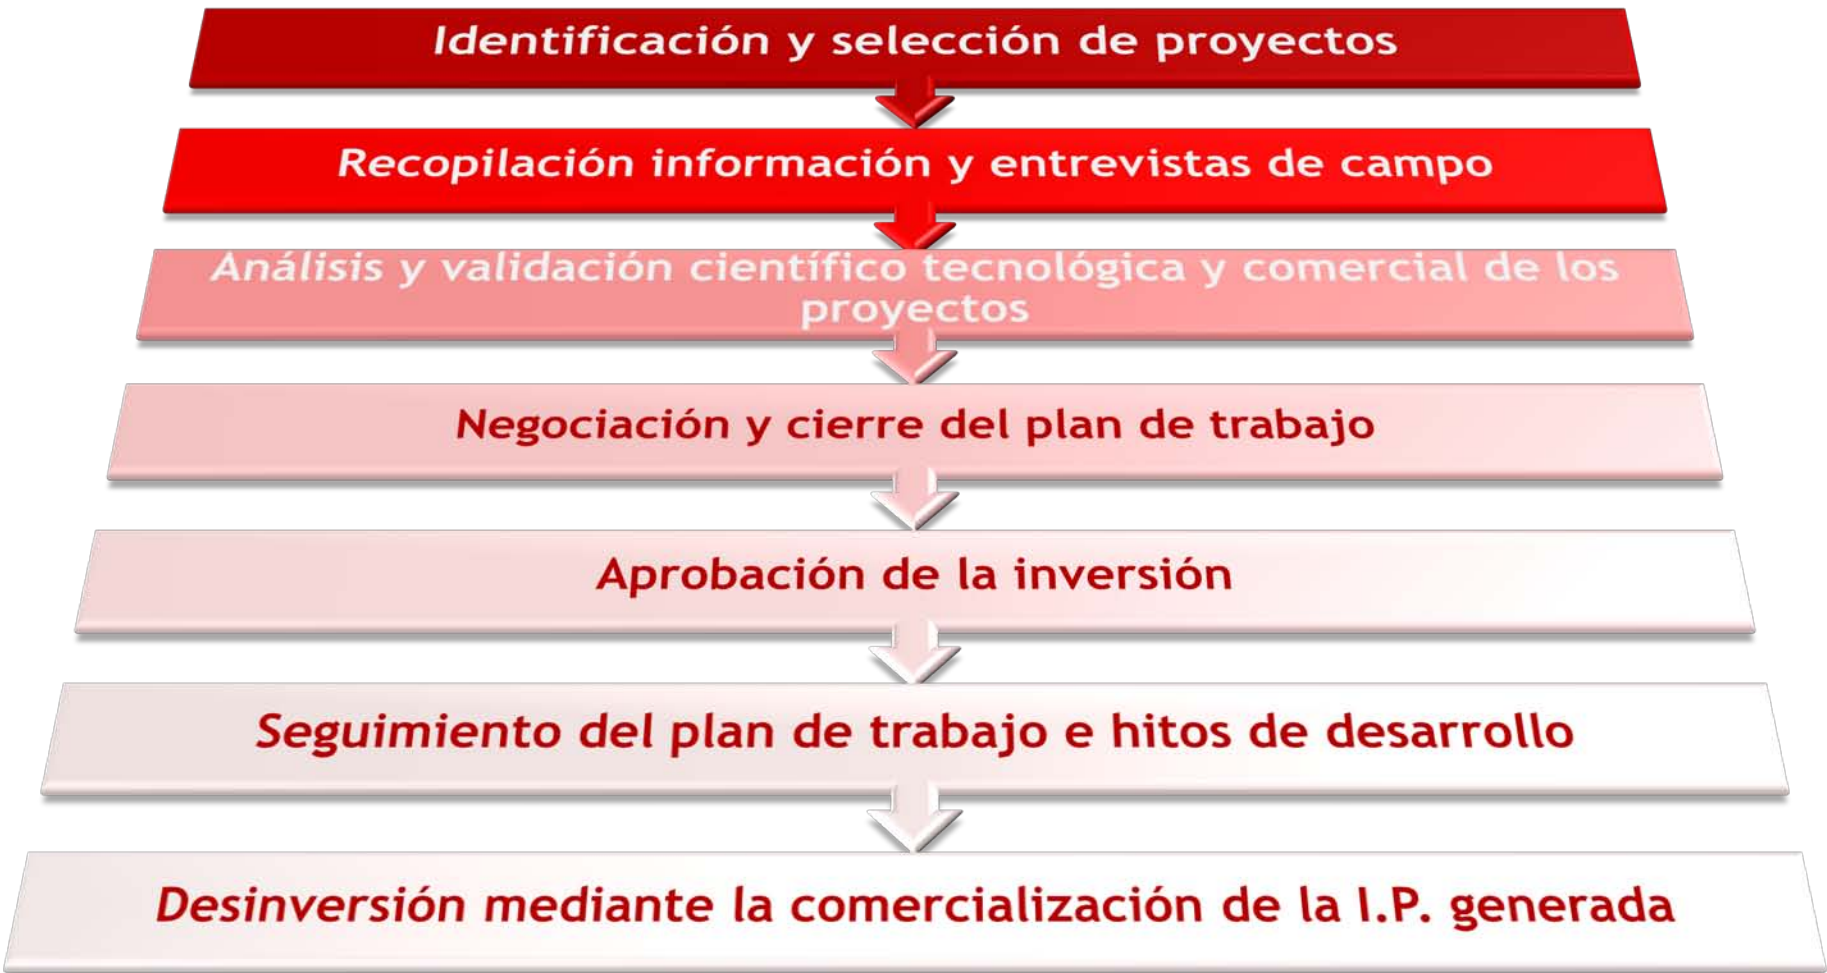 Identificación y selección de proyectos
Recopilación información y entrevistas de campo
Análisis y validación científico tecnológica y comercial de los
proyectos
Negociación y cierre del plan de trabajo
Aprobación de la inversión
Seguimiento del plan de trabajo e hitos de desarrollo
Desinversión mediante la comercialización de la I.P. generada